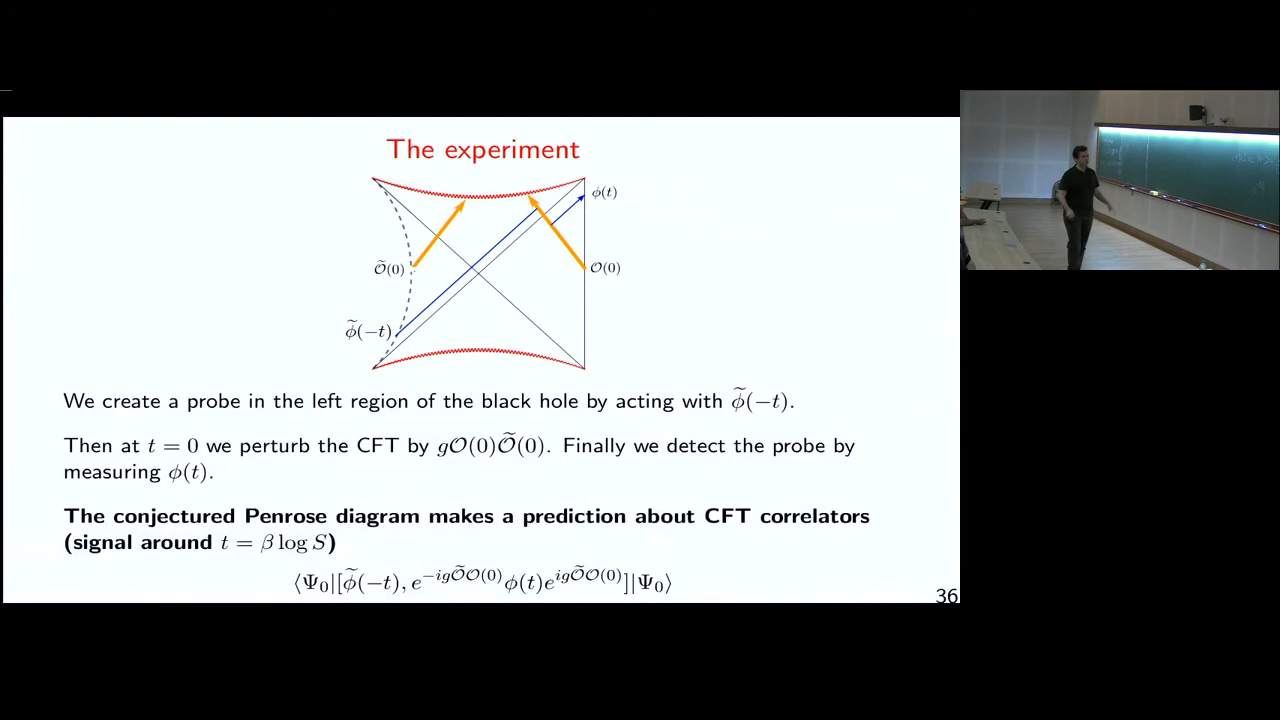 The experiment
ϕ(t)
Õ(0)
O(0)
ϕ̃(−t)
We create a probe in the left region of the black hole by acting with ϕ̃(−t).
Then at t = 0 we perturb the CFT by gO(0)Õ(0). Finally we detect the probe by
measuring ϕ(t).
The conjectured Penrose diagram makes a prediction about CFT correlators
(signal around t = β log S)
⟨Ψ₀|[ϕ̃(−t), e^{−igÕO(0)}ϕ(t)e^{igÕO(0)}]|Ψ₀⟩
36